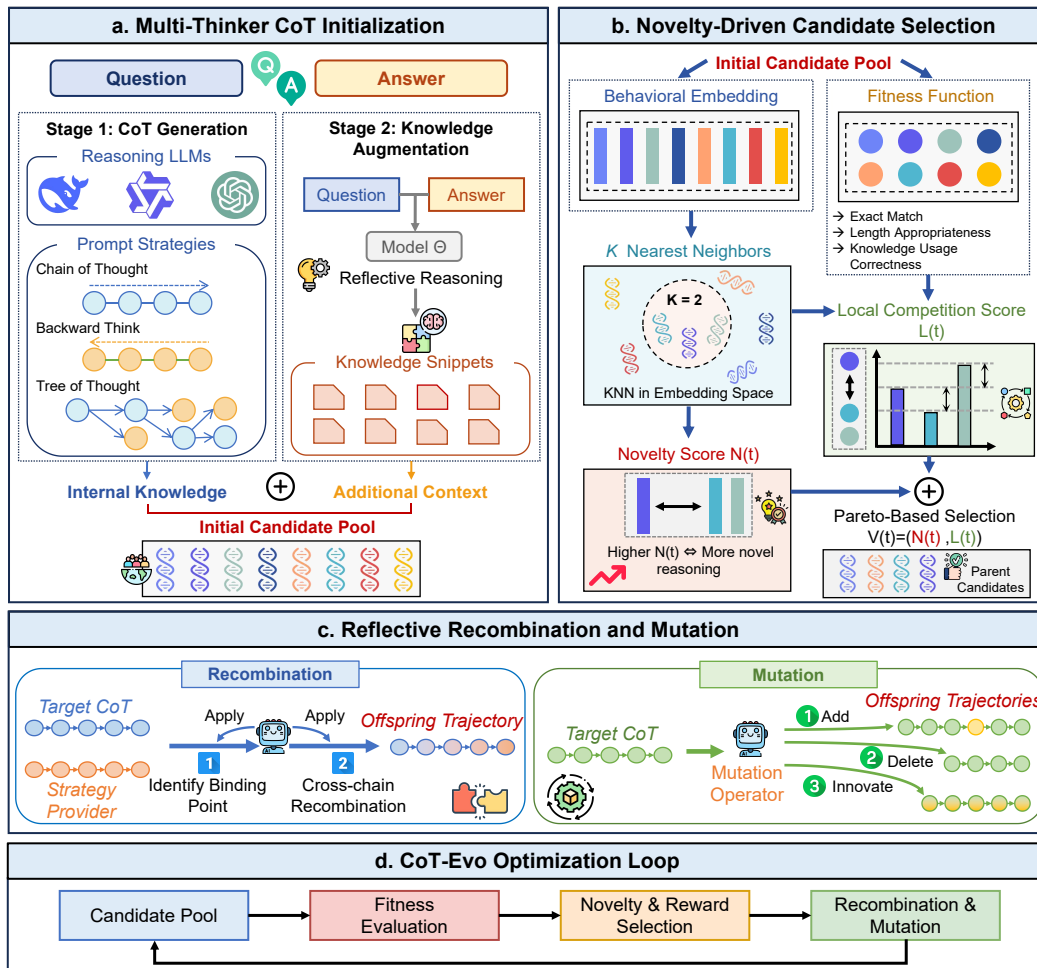 a. Multi-Thinker CoT Initialization
Question
Q
A
Answer
Stage 1: CoT Generation
Reasoning LLMs
Prompt Strategies
Chain of Thought
Backward Think
Tree of Thought
Stage 2: Knowledge
Augmentation
Question
Answer
Model Θ
Reflective Reasoning
Knowledge Snippets
Internal Knowledge
Additional Context
Initial Candidate Pool
b. Novelty-Driven Candidate Selection
Initial Candidate Pool
Behavioral Embedding
Fitness Function
→ Exact Match
→ Length Appropriateness
→ Knowledge Usage
Correctness
K Nearest Neighbors
K = 2
KNN in Embedding Space
Local Competition Score
L(t)
Novelty Score N(t)
Higher N(t) ⇔ More novel
reasoning
Pareto-Based Selection
V(t)=(N(t) ,L(t))
Parent
Candidates
c. Reflective Recombination and Mutation
Recombination
Target CoT
Strategy
Provider
Apply
Apply
1
Identify Binding
Point
2
Cross-chain
Recombination
Offspring Trajectory
Mutation
Target CoT
Mutation
Operator
1 Add
2 Delete
3 Innovate
Offspring Trajectories
d. CoT-Evo Optimization Loop
Candidate Pool
Fitness
Evaluation
Novelty & Reward
Selection
Recombination &
Mutation